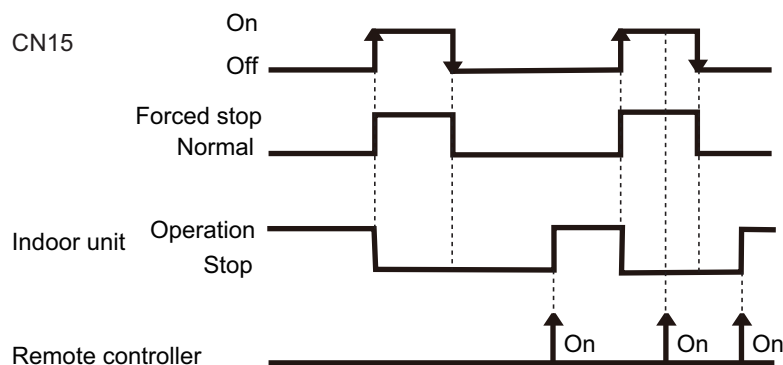 On
CN15
Off
Forced stop
Normal
Operation
Indoor unit
Stop
On On On
Remote controller